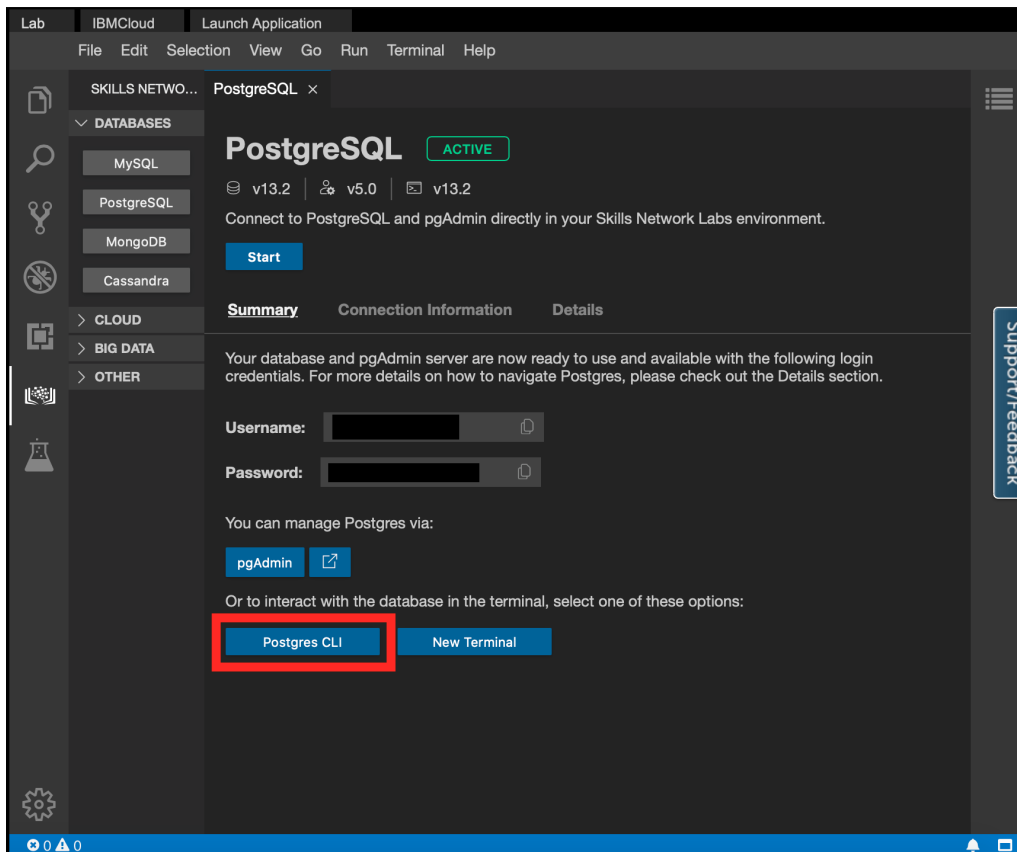 Lab IBMCloud Launch Application
File Edit Selection View Go Run Terminal Help
SKILLS NETWO... PostgreSQL ×
DATABASES
MySQL
PostgreSQL
MongoDB
Cassandra
CLOUD
BIG DATA
OTHER
PostgreSQL ACTIVE
v13.2 v5.0 v13.2
Connect to PostgreSQL and pgAdmin directly in your Skills Network Labs environment.
Start
Summary Connection Information Details
Your database and pgAdmin server are now ready to use and available with the following login
credentials. For more details on how to navigate Postgres, please check out the Details section.
Username:
Password:
You can manage Postgres via:
pgAdmin
Or to interact with the database in the terminal, select one of these options:
Postgres CLI New Terminal
Support/Feedback
0 0